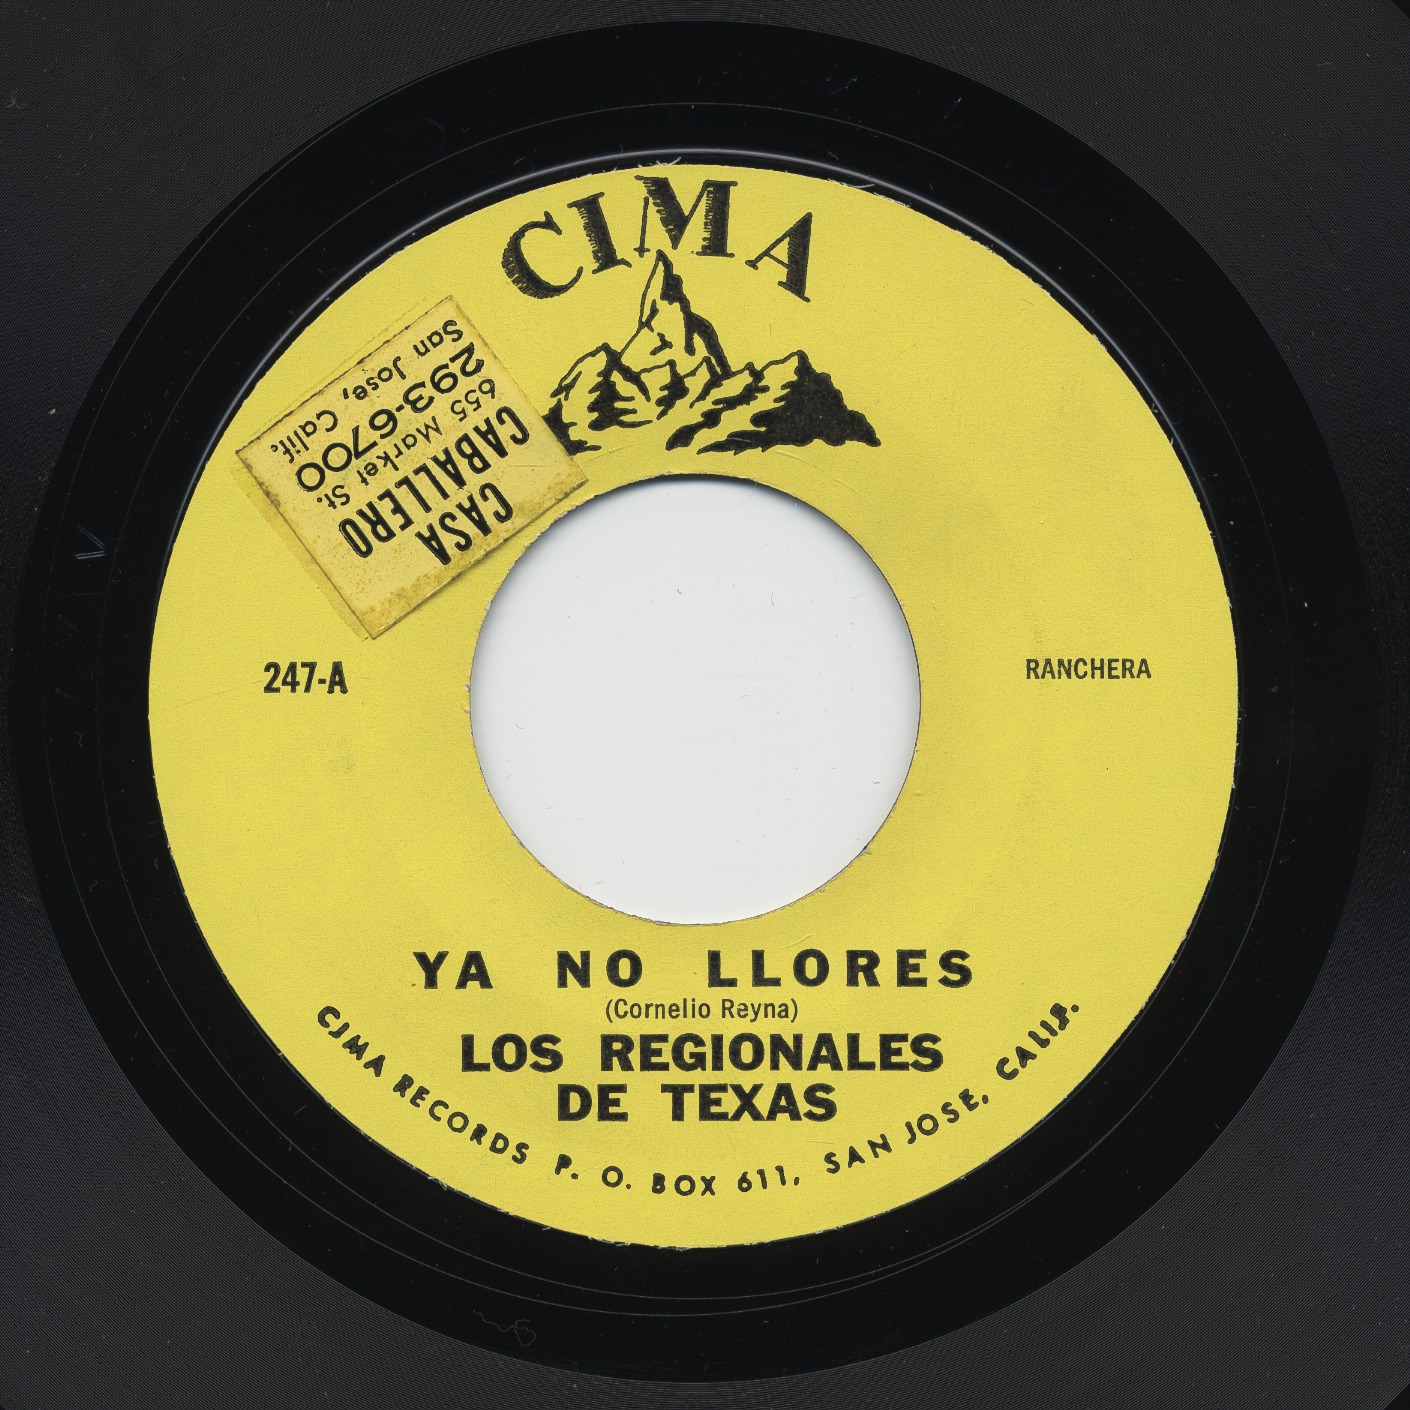 CIMA
CASA
CABALLERO
655 Market St.
293-6700
San Jose, Calif.
247-A
RANCHERA
YA NO LLORES
(Cornelio Reyna)
LOS REGIONALES
DE TEXAS
CIMA RECORDS P. O. BOX 611, SAN JOSE, CALIF.